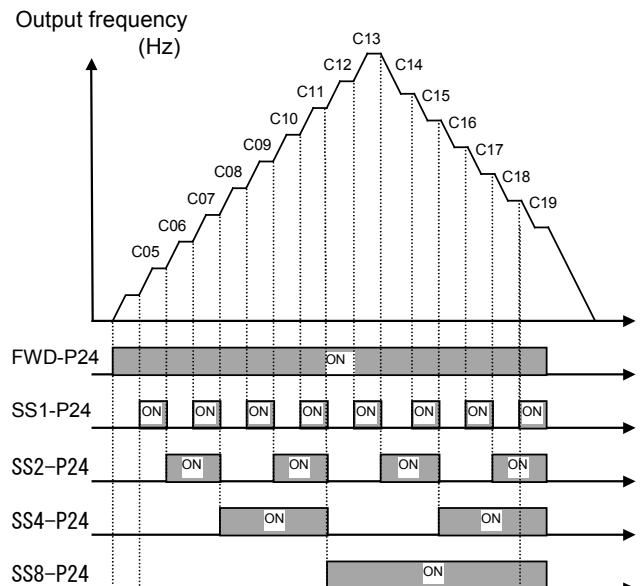 Output frequency
(Hz)
C13
C12
C14
C11
C15
C10
C16
C09
C17
C08
C18
C07
C19
C06
C05
FWD-P24
ON
SS1-P24
ON ON ON ON ON ON ON ON
SS2-P24
ON ON ON ON
SS4-P24
ON ON
SS8-P24
ON